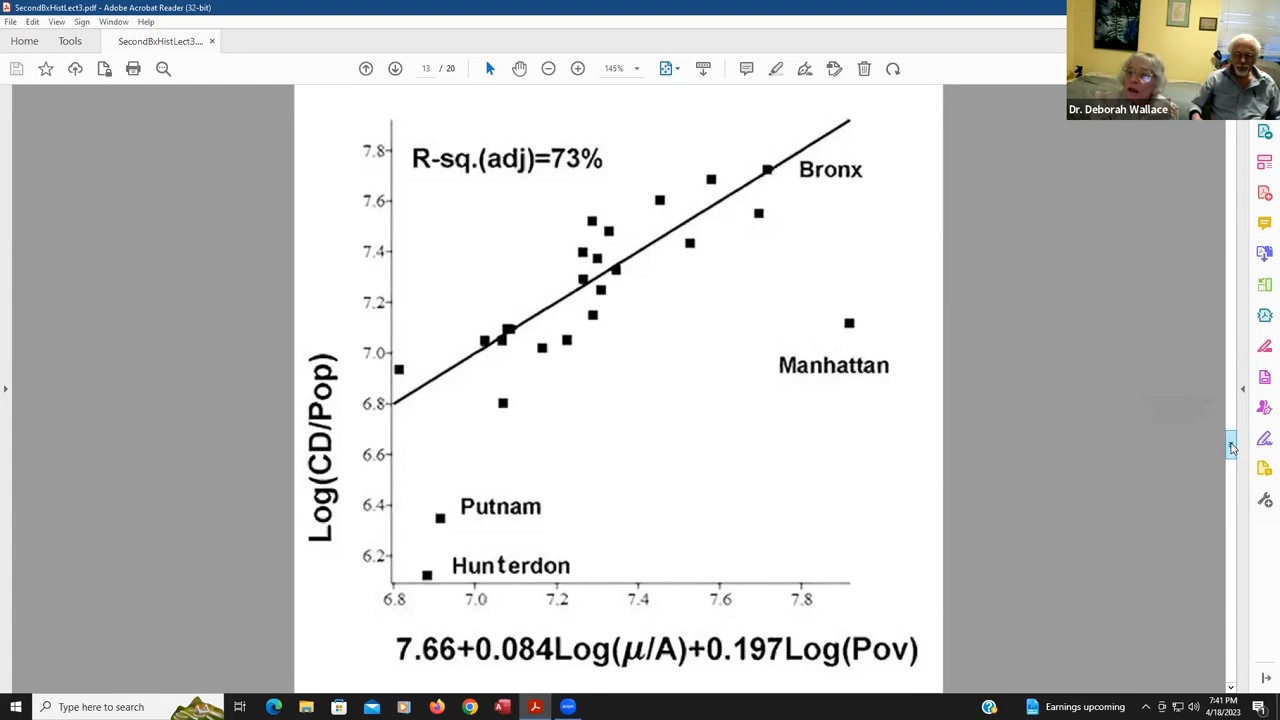 SecondBxHistLect3.pdf - Adobe Acrobat Reader (32-bit)
File Edit View Sign Window Help
Home Tools SecondBxHistLect3.... ×
13 / 20 145%
Dr. Deborah Wallace
R-sq.(adj)=73%
7.8
7.6
7.4
7.2
7.0
6.8
6.6
6.4
6.2
Bronx
Manhattan
Putnam
Hunterdon
Log(CD/Pop)
6.8 7.0 7.2 7.4 7.6 7.8
7.66+0.084Log(μ/A)+0.197Log(Pov)
Type here to search
zoom
Earnings upcoming
7:41 PM
4/18/2023